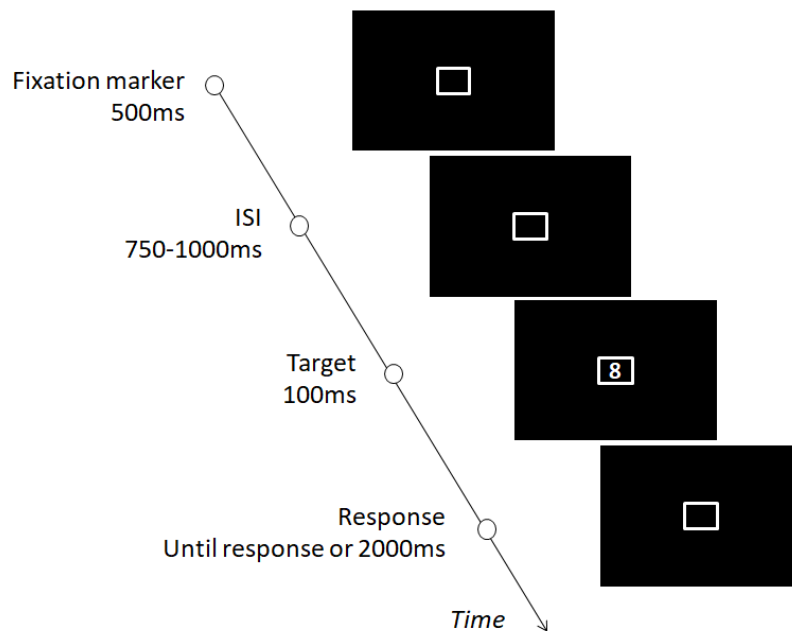 Fixation marker
500ms
ISI
750-1000ms
Target
100ms
8
Response
Until response or 2000ms
Time